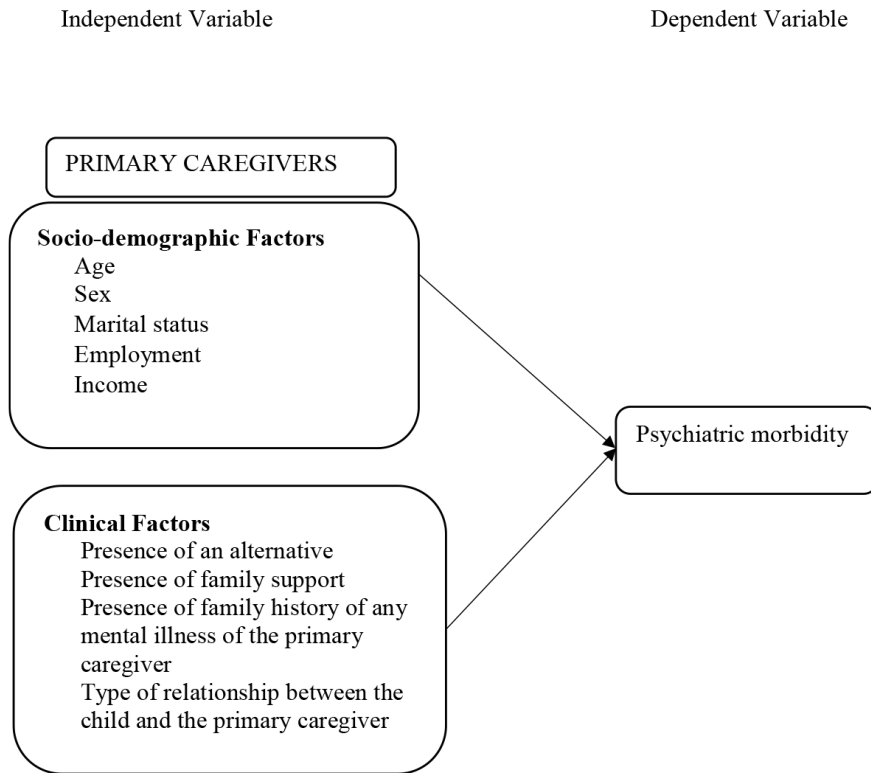 Independent Variable
Dependent Variable
PRIMARY CAREGIVERS
Socio-demographic Factors
Age
Sex
Marital status
Employment
Income
Psychiatric morbidity
Clinical Factors
Presence of an alternative
Presence of family support
Presence of family history of any
mental illness of the primary
caregiver
Type of relationship between the
child and the primary caregiver